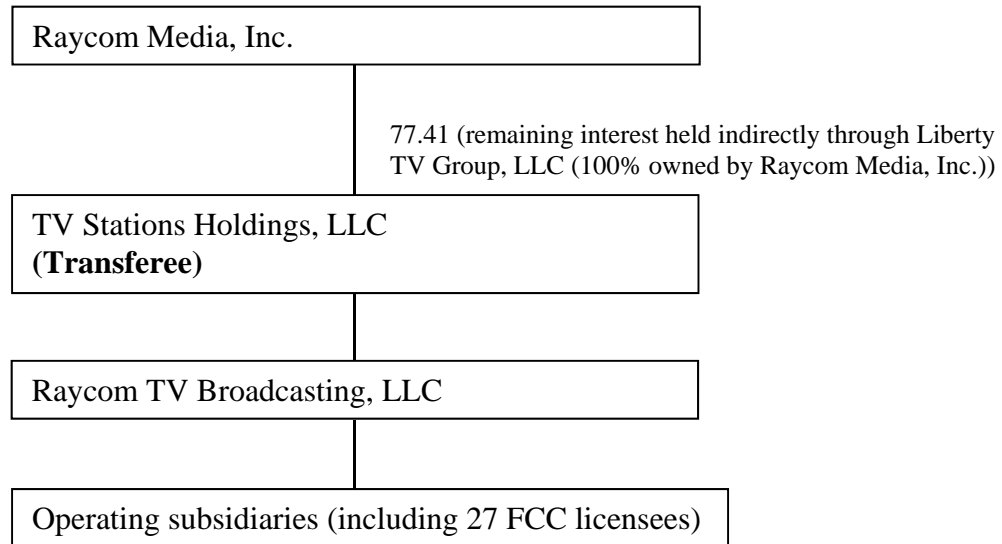 Raycom Media, Inc.
77.41 (remaining interest held indirectly through Liberty
TV Group, LLC (100% owned by Raycom Media, Inc.))
TV Stations Holdings, LLC
(Transferee)
Raycom TV Broadcasting, LLC
Operating subsidiaries (including 27 FCC licensees)